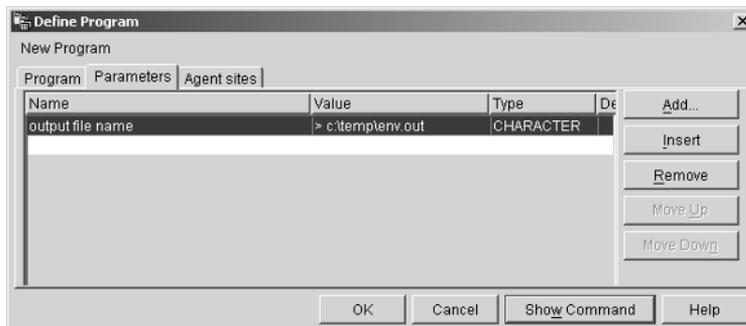 Define Program
New Program
Program Parameters Agent sites
Name Value Type De Add...
output file name > c:\temp\env.out CHARACTER
Insert
Remove
Move Up
Move Down
OK Cancel Show Command Help